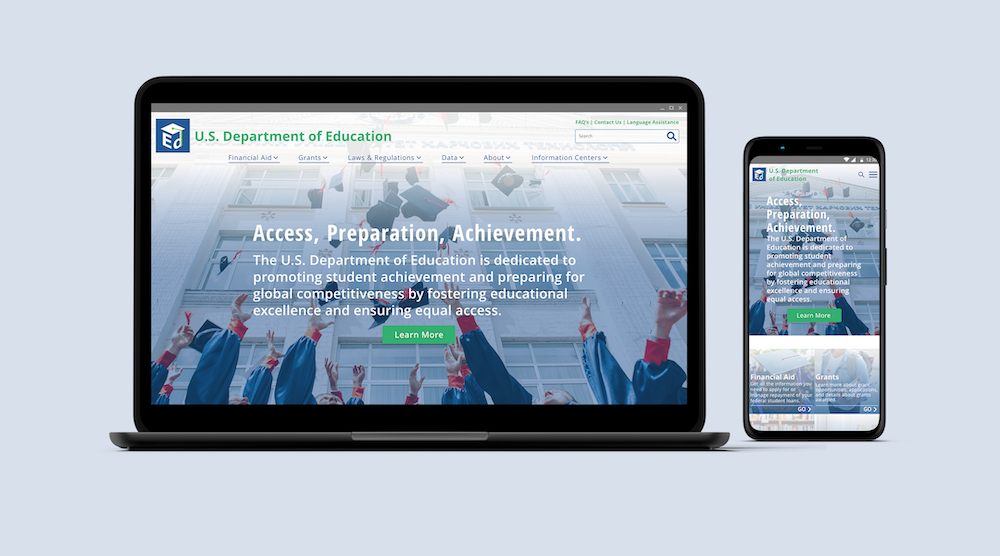 FAQ's | Contact Us | Language Assistance
Ed
U.S. Department of Education
Search
Financial Aid
Grants
Laws & Regulations
Data
About
Information Centers
Access, Preparation, Achievement.
The U.S. Department of Education is dedicated to
promoting student achievement and preparing for
global competitiveness by fostering educational
excellence and ensuring equal access.
Learn More
Ed
U.S. Department
of Education
Access,
Preparation,
Achievement.
The U.S. Department of
Education is dedicated to
promoting student
achievement and preparing
for global competitiveness
by fostering educational
excellence and ensuring
equal access.
Learn More
Financial Aid
Get all the information you
need to apply for or
manage repayment of your
federal student loans.
GO
Grants
Learn more about grant
opportunities, applications,
and details about grants
awarded.
GO